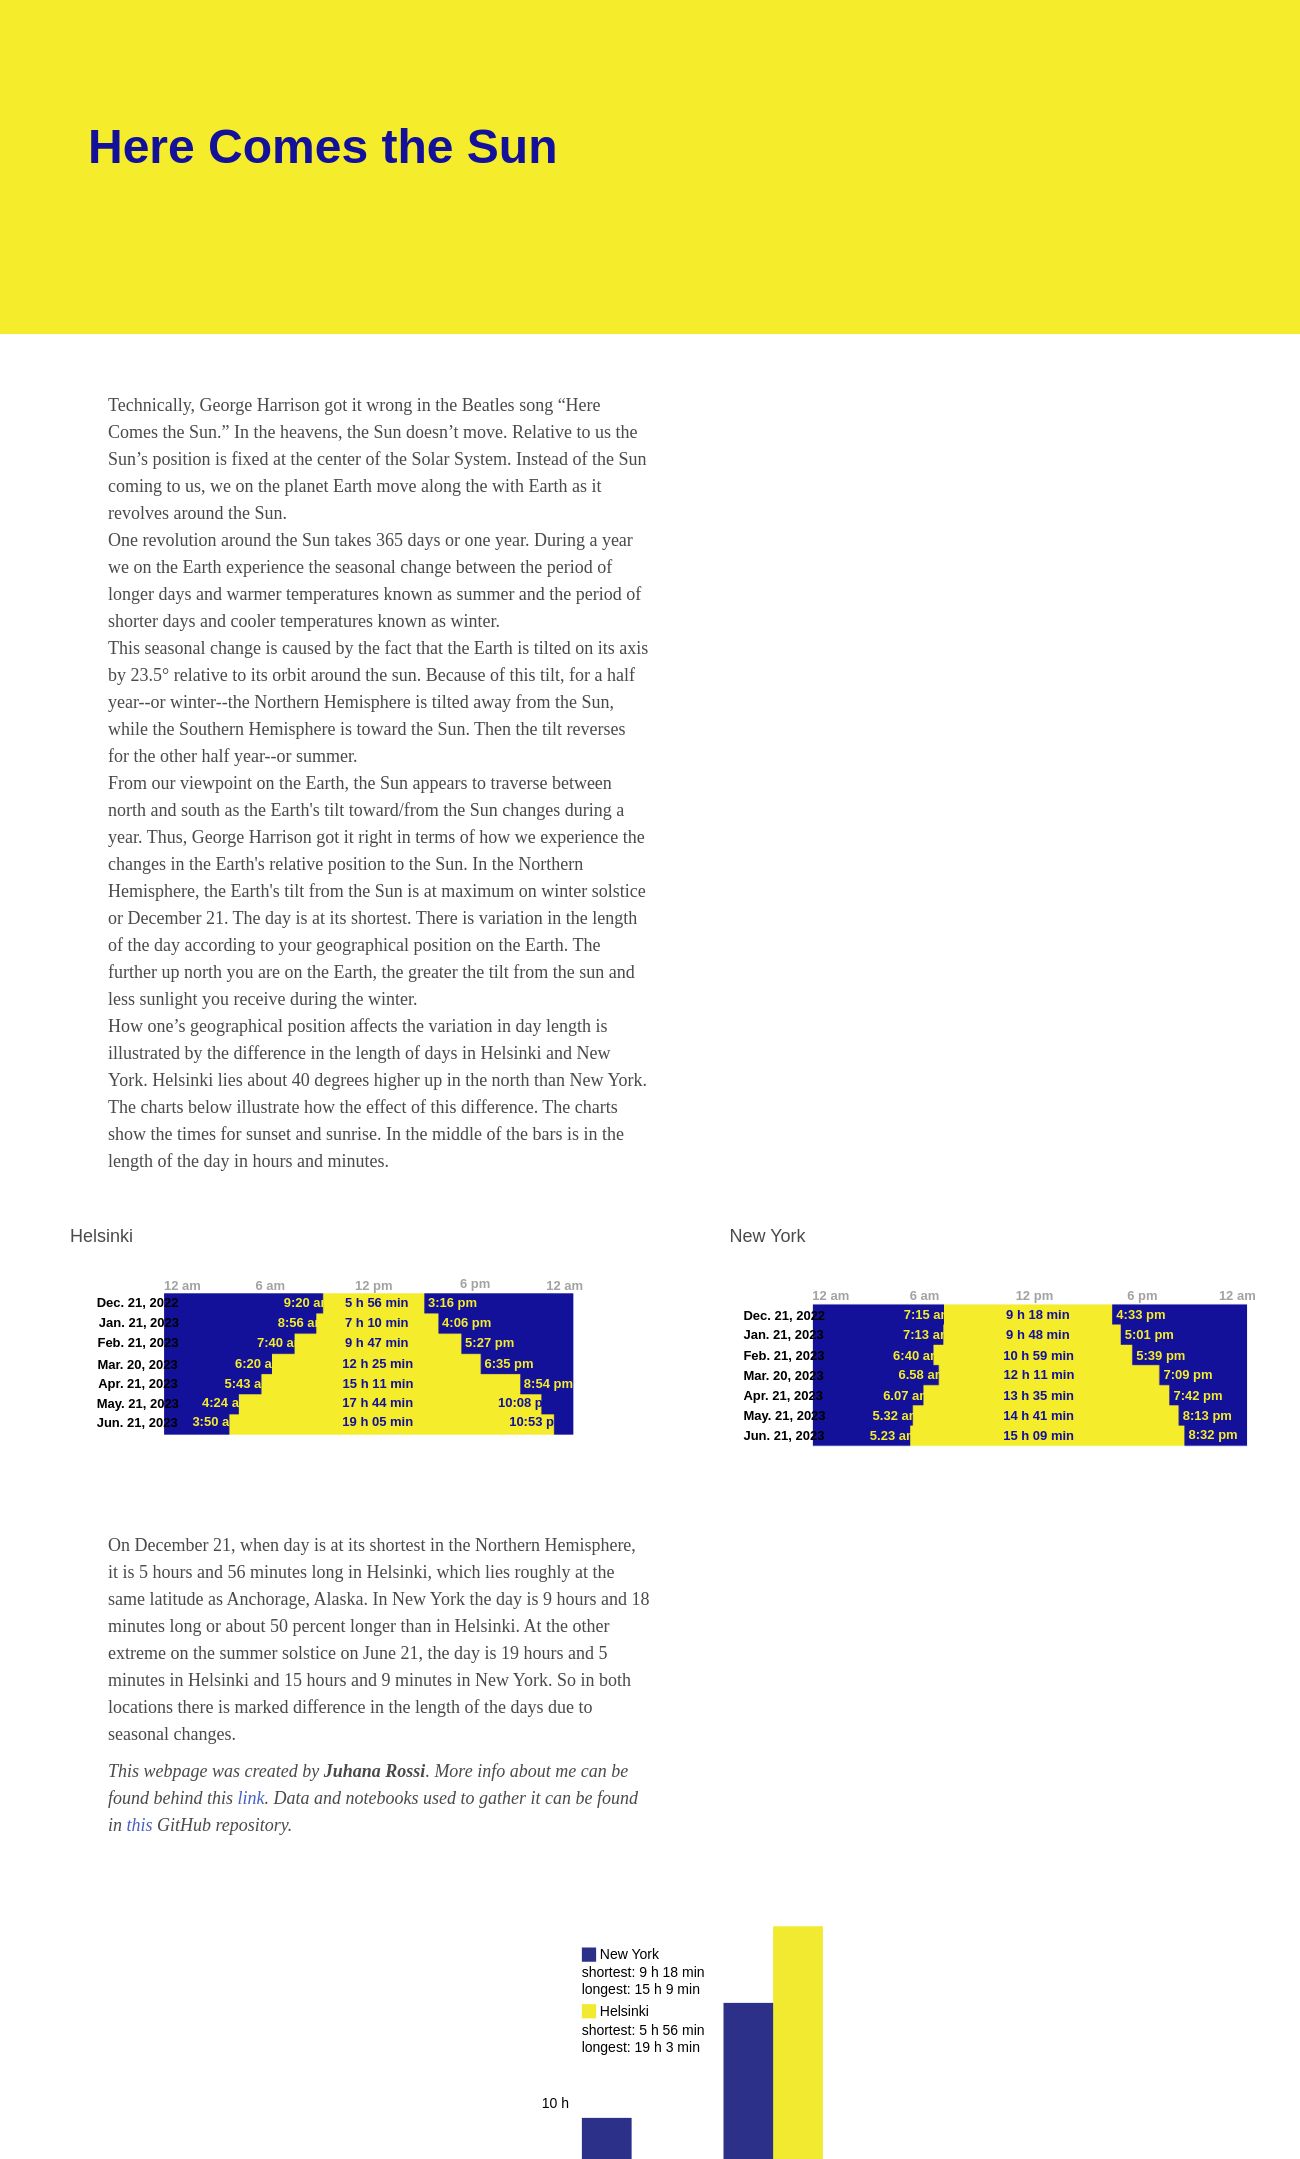 Here Comes the Sun
Technically, George Harrison got it wrong in the Beatles song “Here
Comes the Sun.” In the heavens, the Sun doesn’t move. Relative to us the
Sun’s position is fixed at the center of the Solar System. Instead of the Sun
coming to us, we on the planet Earth move along the with Earth as it
revolves around the Sun.
One revolution around the Sun takes 365 days or one year. During a year
we on the Earth experience the seasonal change between the period of
longer days and warmer temperatures known as summer and the period of
shorter days and cooler temperatures known as winter.
This seasonal change is caused by the fact that the Earth is tilted on its axis
by 23.5° relative to its orbit around the sun. Because of this tilt, for a half
year--or winter--the Northern Hemisphere is tilted away from the Sun,
while the Southern Hemisphere is toward the Sun. Then the tilt reverses
for the other half year--or summer.
From our viewpoint on the Earth, the Sun appears to traverse between
north and south as the Earth's tilt toward/from the Sun changes during a
year. Thus, George Harrison got it right in terms of how we experience the
changes in the Earth's relative position to the Sun. In the Northern
Hemisphere, the Earth's tilt from the Sun is at maximum on winter solstice
or December 21. The day is at its shortest. There is variation in the length
of the day according to your geographical position on the Earth. The
further up north you are on the Earth, the greater the tilt from the sun and
less sunlight you receive during the winter.
How one’s geographical position affects the variation in day length is
illustrated by the difference in the length of days in Helsinki and New
York. Helsinki lies about 40 degrees higher up in the north than New York.
The charts below illustrate how the effect of this difference. The charts
show the times for sunset and sunrise. In the middle of the bars is in the
length of the day in hours and minutes.
Helsinki
12 am 6 am 12 pm 6 pm 12 am
Dec. 21, 2022 9:20 am 5 h 56 min 3:16 pm
Jan. 21, 2023 8:56 am 7 h 10 min 4:06 pm
Feb. 21, 2023 7:40 a 9 h 47 min 5:27 pm
Mar. 20, 2023 6:20 a 12 h 25 min 6:35 pm
Apr. 21, 2023 5:43 a 15 h 11 min 8:54 pm
May. 21, 2023 4:24 a 17 h 44 min 10:08 p
Jun. 21, 2023 3:50 a 19 h 05 min 10:53 p
New York
12 am 6 am 12 pm 6 pm 12 am
Dec. 21, 2022 7:15 am 9 h 18 min 4:33 pm
Jan. 21, 2023 7:13 am 9 h 48 min 5:01 pm
Feb. 21, 2023 6:40 am 10 h 59 min 5:39 pm
Mar. 20, 2023 6.58 am 12 h 11 min 7:09 pm
Apr. 21, 2023 6.07 am 13 h 35 min 7:42 pm
May. 21, 2023 5.32 am 14 h 41 min 8:13 pm
Jun. 21, 2023 5.23 am 15 h 09 min 8:32 pm
On December 21, when day is at its shortest in the Northern Hemisphere,
it is 5 hours and 56 minutes long in Helsinki, which lies roughly at the
same latitude as Anchorage, Alaska. In New York the day is 9 hours and 18
minutes long or about 50 percent longer than in Helsinki. At the other
extreme on the summer solstice on June 21, the day is 19 hours and 5
minutes in Helsinki and 15 hours and 9 minutes in New York. So in both
locations there is marked difference in the length of the days due to
seasonal changes.
This webpage was created by Juhana Rossi. More info about me can be
found behind this link. Data and notebooks used to gather it can be found
in this GitHub repository.
New York
shortest: 9 h 18 min
longest: 15 h 9 min
Helsinki
shortest: 5 h 56 min
longest: 19 h 3 min
10 h